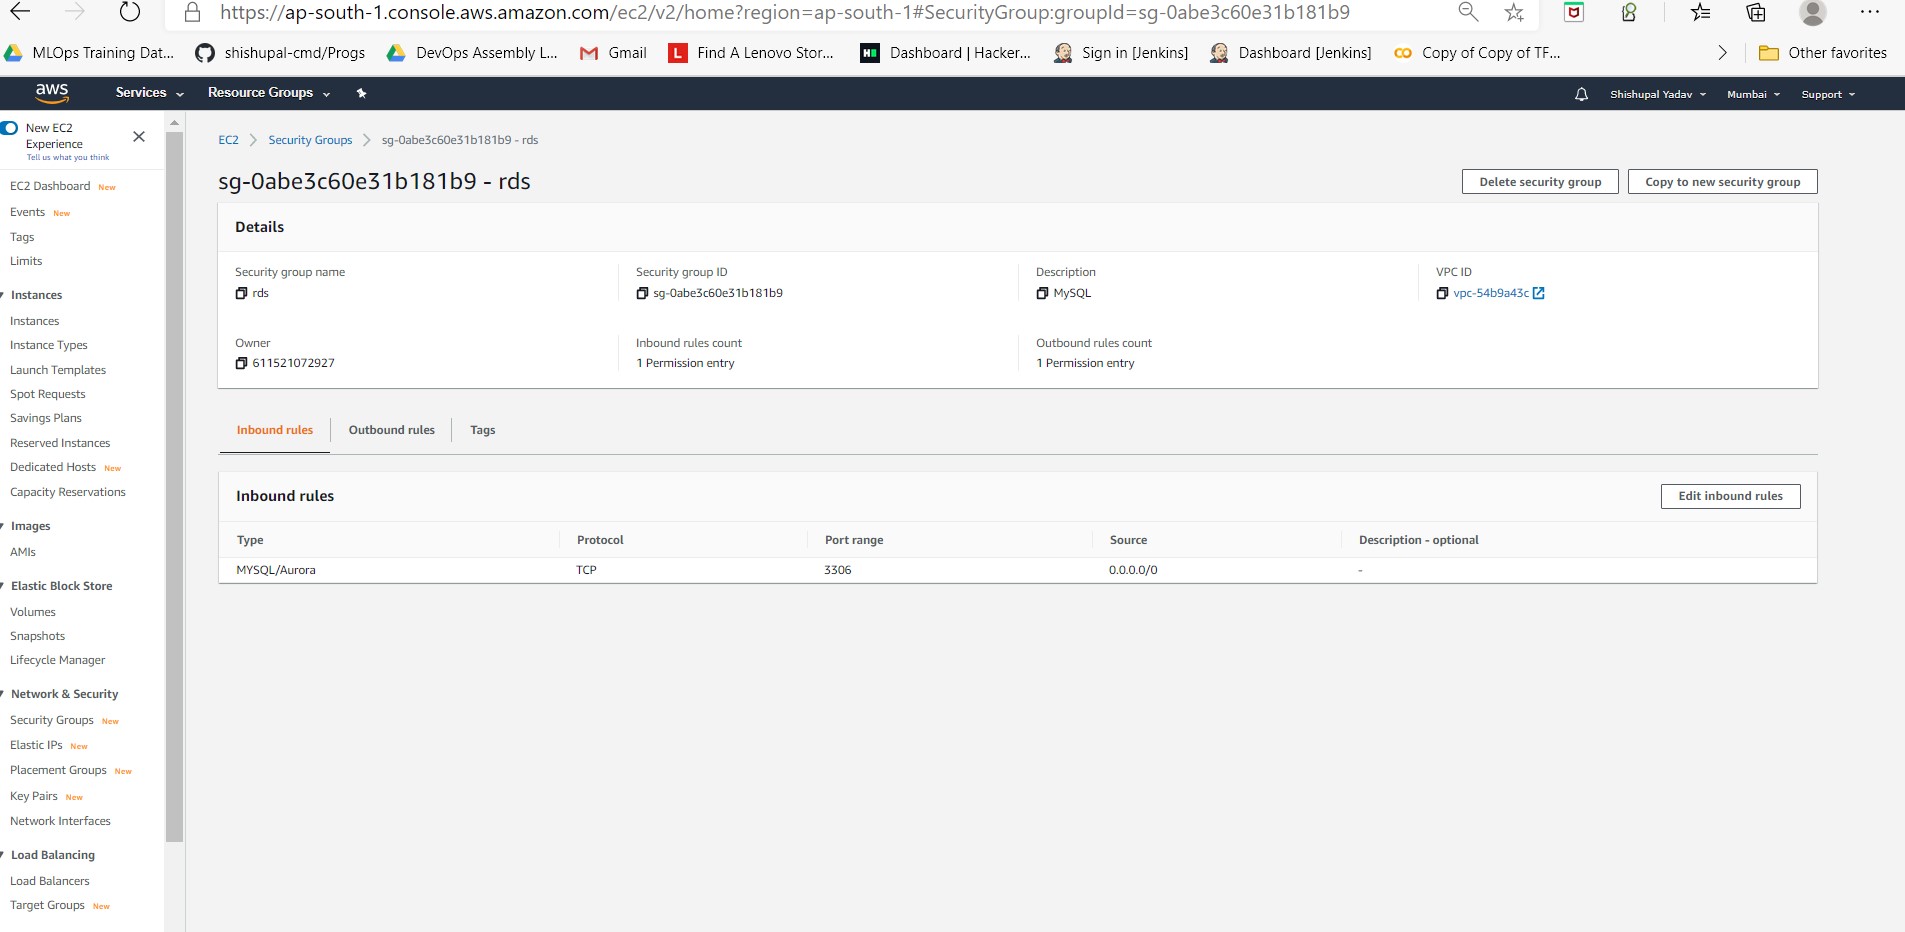 https://ap-south-1.console.aws.amazon.com/ec2/v2/home?region=ap-south-1#SecurityGroup:groupId=sg-0abe3c60e31b181b9
MLOps Training Dat... shishupal-cmd/Progs DevOps Assembly L... Gmail L Find A Lenovo Stor... Dashboard | Hacker... Sign in [Jenkins] Dashboard [Jenkins] Copy of Copy of TF... Other favorites
aws Services Resource Groups Shishupal Yadav Mumbai Support
New EC2
Experience
Tell us what you think
EC2 Dashboard New
Events New
Tags
Limits
Instances
Instances
Instance Types
Launch Templates
Spot Requests
Savings Plans
Reserved Instances
Dedicated Hosts New
Capacity Reservations
Images
AMIs
Elastic Block Store
Volumes
Snapshots
Lifecycle Manager
Network & Security
Security Groups New
Elastic IPs New
Placement Groups New
Key Pairs New
Network Interfaces
Load Balancing
Load Balancers
Target Groups New
EC2 Security Groups sg-0abe3c60e31b181b9 - rds
sg-0abe3c60e31b181b9 - rds Delete security group Copy to new security group
Details
Security group name Security group ID Description VPC ID
rds sg-0abe3c60e31b181b9 MySQL vpc-54b9a43c
Owner Inbound rules count Outbound rules count
611521072927 1 Permission entry 1 Permission entry
Inbound rules Outbound rules Tags
Inbound rules Edit inbound rules
Type Protocol Port range Source Description - optional
MYSQL/Aurora TCP 3306 0.0.0.0/0 -